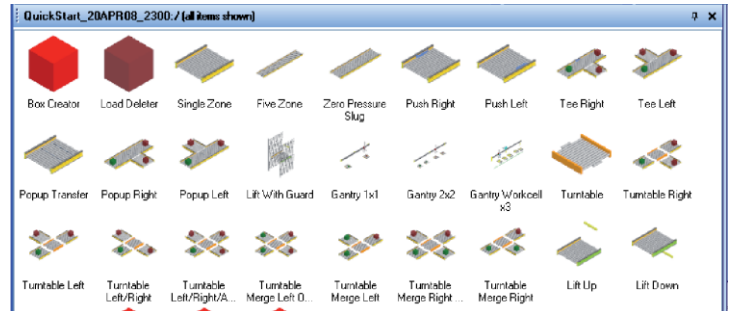 QuickStart_20APR08_2300:/ (all items shown)
Box Creator Load Deleter Single Zone Five Zone Zero Pressure Push Right Push Left Tee Right Tee Left
Slug
Popup Transfer Popup Right Popup Left Lift With Guard Gantry 1x1 Gantry 2x2 Gantry Workcell Turntable Turntable Right
x3
Turntable Left Turntable Turntable Turntable Turntable Turntable Turntable Lift Up Lift Down
Left/Right Left/Right/A... Merge Left O... Merge Left Merge Right ... Merge Right